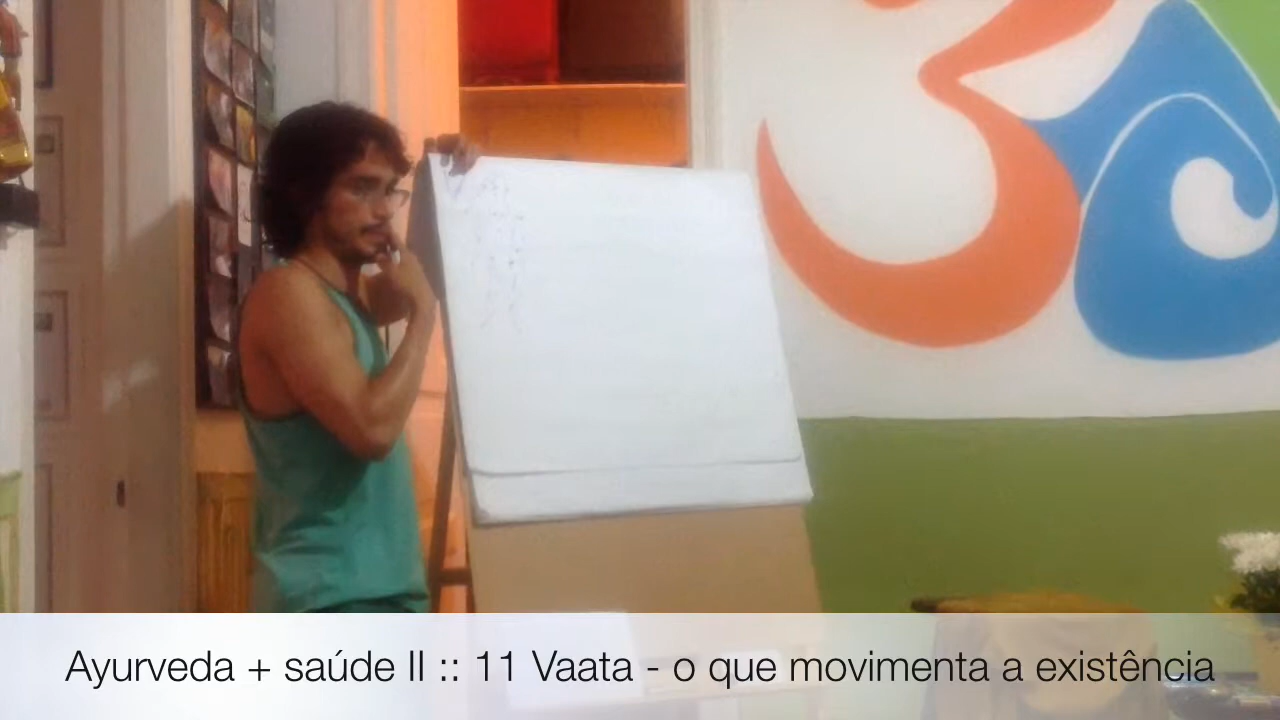 Ayurveda + saúde II :: 11 Vaata - o que movimenta a existência